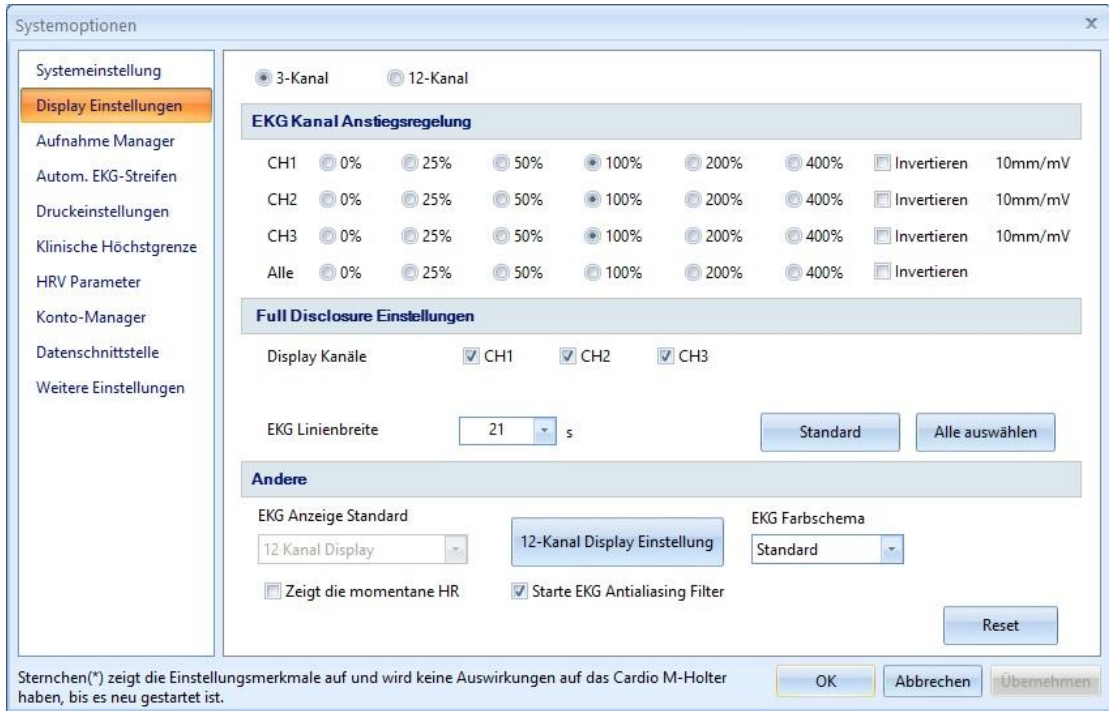 Systemoptionen
x
Systemeinstellung
Display Einstellungen
Aufnahme Manager
Autom. EKG-Streifen
Druckeinstellungen
Klinische Höchstgrenze
HRV Parameter
Konto-Manager
Datenschnittstelle
Weitere Einstellungen
3-Kanal 12-Kanal
EKG Kanal Anstiegsregelung
CH1 0% 25% 50% 100% 200% 400% Invertieren 10mm/mV
CH2 0% 25% 50% 100% 200% 400% Invertieren 10mm/mV
CH3 0% 25% 50% 100% 200% 400% Invertieren 10mm/mV
Alle 0% 25% 50% 100% 200% 400% Invertieren
Full Disclosure Einstellungen
Display Kanäle CH1 CH2 CH3
EKG Linienbreite 21 s Standard Alle auswählen
Andere
EKG Anzeige Standard EKG Farbschema
12 Kanal Display 12-Kanal Display Einstellung Standard
Zeigt die momentane HR Starte EKG Antialiasing Filter
Reset
Sternchen(*) zeigt die Einstellungsmerkmale auf und wird keine Auswirkungen auf das Cardio M-Holter
haben, bis es neu gestartet ist.
OK Abbrechen Übernehmen